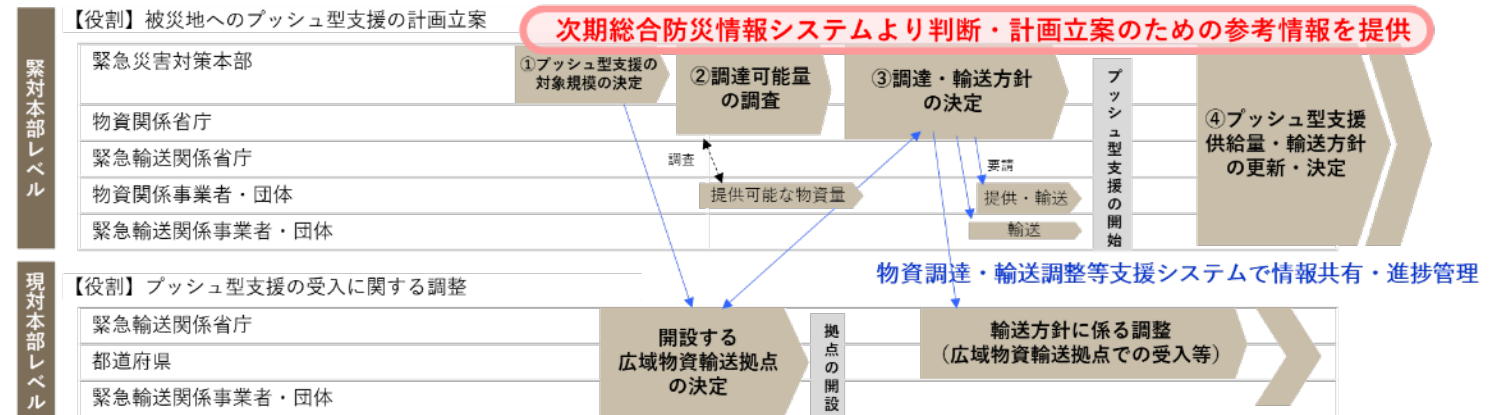 【役割】被災地へのプッシュ型支援の計画立案
次期総合防災情報システムより判断・計画立案のための参考情報を提供
緊対本部レベル
緊急災害対策本部
①プッシュ型支援の
対象規模の決定
②調達可能量
の調査
③調達・輸送方針
の決定
プッシュ型支援の開始
④プッシュ型支援
供給量・輸送方針
の更新・決定
物資関係省庁
緊急輸送関係省庁
調査
要請
物資関係事業者・団体
提供可能な物資量
提供・輸送
緊急輸送関係事業者・団体
輸送
物資調達・輸送調整等支援システムで情報共有・進捗管理
現対本部レベル
【役割】プッシュ型支援の受入に関する調整
緊急輸送関係省庁
都道府県
緊急輸送関係事業者・団体
開設する
広域物資輸送拠点
の決定
拠点の開設
輸送方針に係る調整
（広域物資輸送拠点での受入等）